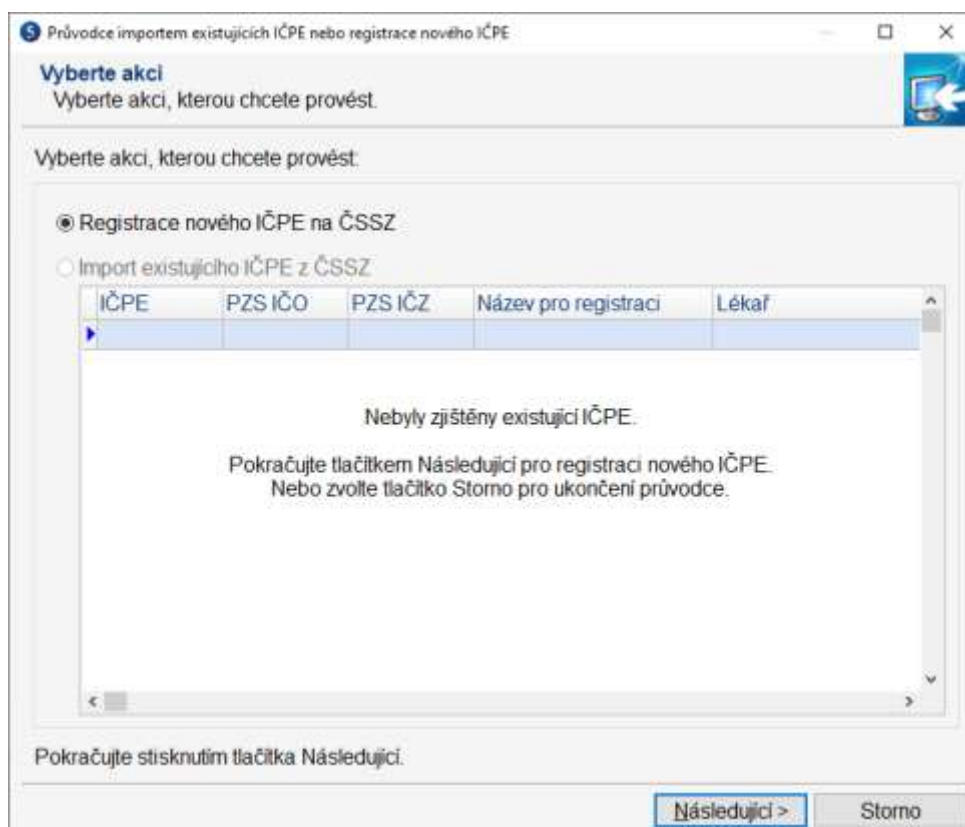 Průvodce importem existujících IČPE nebo registrace nového IČPE
Vyberte akci
Vyberte akci, kterou chcete provést.
Vyberte akci, kterou chcete provést:
Registrace nového IČPE na ČSSZ
Import existujícího IČPE z ČSSZ
IČPE PZS IČO PZS IČZ Název pro registraci Lékař
Nebyly zjištěny existující IČPE.
Pokračujte tlačítkem Následující pro registraci nového IČPE.
Nebo zvolte tlačítko Storno pro ukončení průvodce.
Pokračujte stisknutím tlačítka Následující.
Následující > Storno